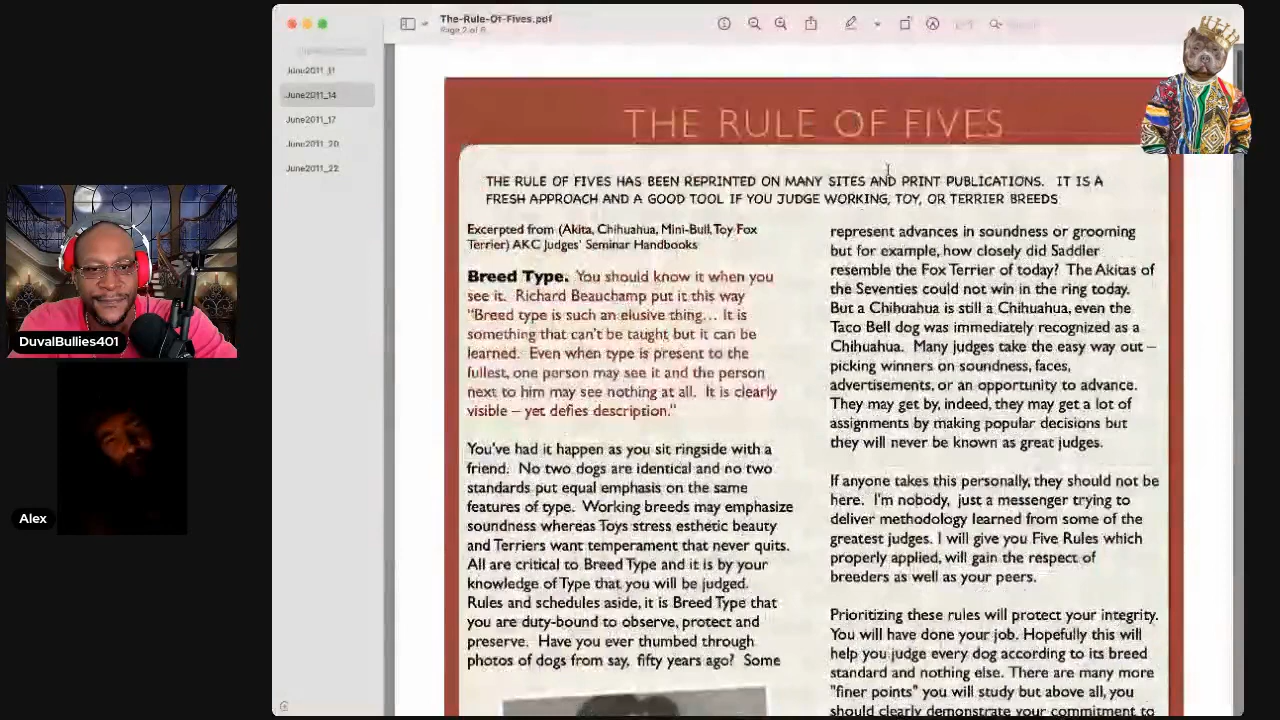 The-Rule-Of-Fives.pdf
June2011_11
June2011_14
June2011_17
June2011_20
June2011_22
DuvalBullies401
Alex
THE RULE OF FIVES
THE RULE OF FIVES HAS BEEN REPRINTED ON MANY SITES AND PRINT PUBLICATIONS. IT IS A
FRESH APPROACH AND A GOOD TOOL IF YOU JUDGE WORKING, TOY, OR TERRIER BREEDS
Excerpted from (Akita, Chihuahua, Mini-Bull, Toy Fox
Terrier) AKC Judges' Seminar Handbooks
Breed Type. You should know it when you
see it. Richard Beauchamp put it this way
"Breed type is such an elusive thing… It is
something that can't be taught but it can be
learned. Even when type is present to the
fullest, one person may see it and the person
next to him may see nothing at all. It is clearly
visible – yet defies description."
You've had it happen as you sit ringside with a
friend. No two dogs are identical and no two
standards put equal emphasis on the same
features of type. Working breeds may emphasize
soundness whereas Toys stress esthetic beauty
and Terriers want temperament that never quits.
All are critical to Breed Type and it is by your
knowledge of Type that you will be judged.
Rules and schedules aside, it is Breed Type that
you are duty-bound to observe, protect and
preserve. Have you ever thumbed through
photos of dogs from say, fifty years ago? Some
represent advances in soundness or grooming
but for example, how closely did Saddler
resemble the Fox Terrier of today? The Akitas of
the Seventies could not win in the ring today.
But a Chihuahua is still a Chihuahua, even the
Taco Bell dog was immediately recognized as a
Chihuahua. Many judges take the easy way out –
picking winners on soundness, faces,
advertisements, or an opportunity to advance.
They may get by, indeed, they may get a lot of
assignments by making popular decisions but
they will never be known as great judges.
If anyone takes this personally, they should not be
here. I'm nobody, just a messenger trying to
deliver methodology learned from some of the
greatest judges. I will give you Five Rules which
properly applied, will gain the respect of
breeders as well as your peers.
Prioritizing these rules will protect your integrity.
You will have done your job. Hopefully this will
help you judge every dog according to its breed
standard and nothing else. There are many more
"finer points" you will study but above all, you
should clearly demonstrate your commitment to